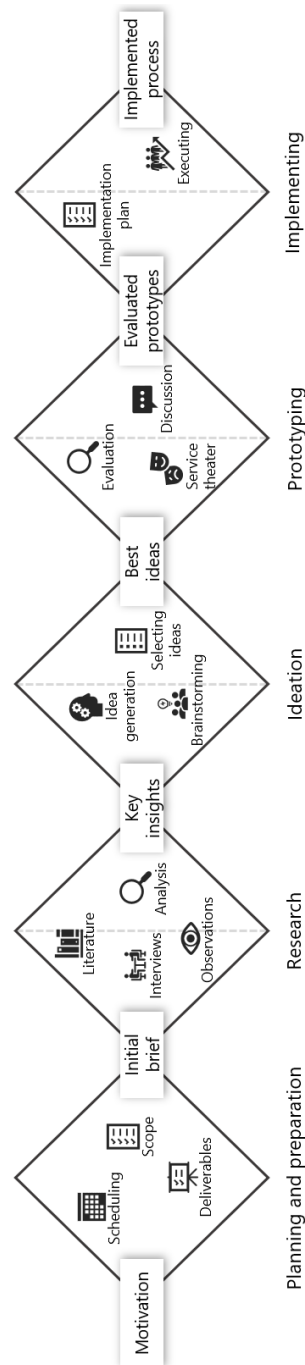 Motivation
Scheduling
Scope
Deliverables
Planning and preparation
Initial
brief
Literature
Interviews
Observations
Analysis
Research
Key
insights
Idea
generation
Brainstorming
Selecting
ideas
Ideation
Best
ideas
Evaluation
Service
theater
Discussion
Prototyping
Evaluated
prototypes
Implementation
plan
Executing
Implementing
Implemented
process